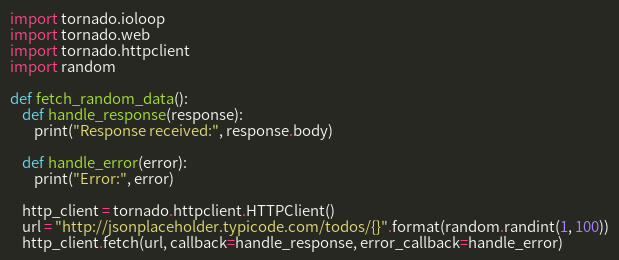 import tornado.ioloop
import tornado.web
import tornado.httpclient
import random

def fetch_random_data():
    def handle_response(response):
        print("Response received:", response.body)

    def handle_error(error):
        print("Error:", error)

    http_client = tornado.httpclient.HTTPClient()
    url = "http://jsonplaceholder.typicode.com/todos/{}".format(random.randint(1, 100))
    http_client.fetch(url, callback=handle_response, error_callback=handle_error)